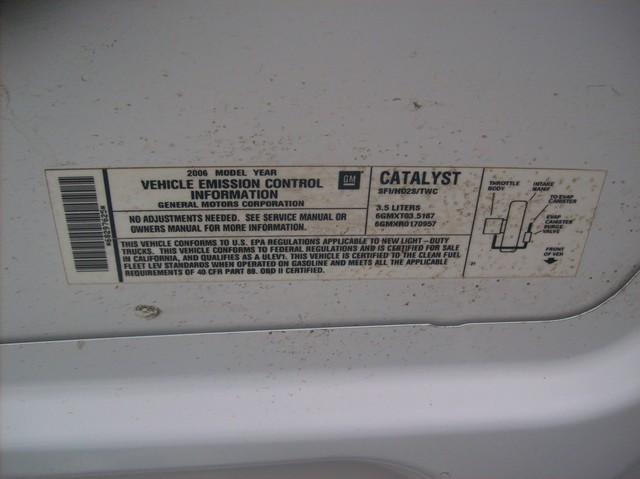 2006 MODEL YEAR
VEHICLE EMISSION CONTROL
INFORMATION
GENERAL MOTORS CORPORATION
GM
NO ADJUSTMENTS NEEDED. SEE SERVICE MANUAL OR
OWNERS MANUAL FOR MORE INFORMATION.
CATALYST
SFI/HO2S/TWC
3.5 LITERS
6GMXT03.5187
6GMXR0170957
THIS VEHICLE CONFORMS TO U.S. EPA REGULATIONS APPLICABLE TO NEW LIGHT-DUTY
TRUCKS. THIS VEHICLE CONFORMS TO FEDERAL REGULATIONS AND IS CERTIFIED FOR SALE
IN CALIFORNIA, AND QUALIFIES AS A ULEV1. THIS VEHICLE IS CERTIFIED TO THE CLEAN FUEL
FLEET LEV STANDARDS WHEN OPERATED ON GASOLINE AND MEETS ALL THE APPLICABLE
REQUIREMENTS OF 40 CFR PART 88. OBD II CERTIFIED.
THROTTLE
BODY
INTAKE
MANIF
TO EVAP
CANISTER
EVAP
CANISTER
PURGE
VALVE
FRONT
OF VEH